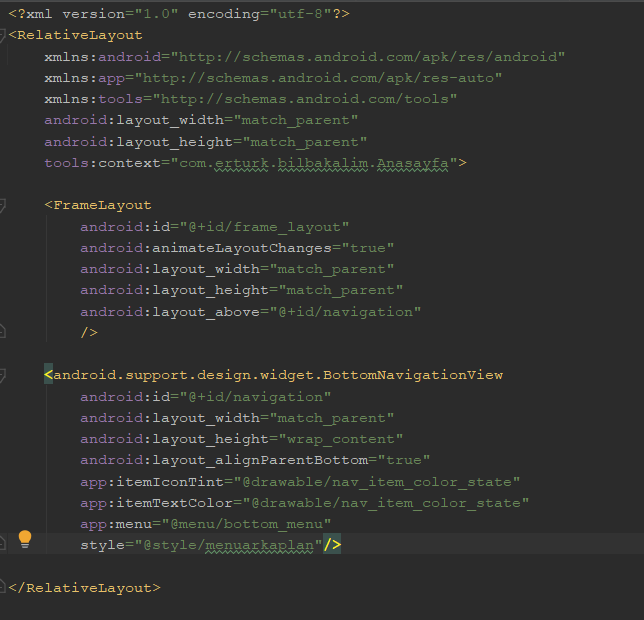 <?xml version="1.0" encoding="utf-8"?>
<RelativeLayout
    xmlns:android="http://schemas.android.com/apk/res/android"
    xmlns:app="http://schemas.android.com/apk/res-auto"
    xmlns:tools="http://schemas.android.com/tools"
    android:layout_width="match_parent"
    android:layout_height="match_parent"
    tools:context="com.erturk.bilbakalim.Anasayfa">
    <FrameLayout
        android:id="@+id/frame_layout"
        android:animateLayoutChanges="true"
        android:layout_width="match_parent"
        android:layout_height="match_parent"
        android:layout_above="@+id/navigation"
        />
    <android.support.design.widget.BottomNavigationView
        android:id="@+id/navigation"
        android:layout_width="match_parent"
        android:layout_height="wrap_content"
        android:layout_alignParentBottom="true"
        app:itemIconTint="@drawable/nav_item_color_state"
        app:itemTextColor="@drawable/nav_item_color_state"
        app:menu="@menu/bottom_menu"
        style="@style/menuarkaplan"/>
</RelativeLayout>